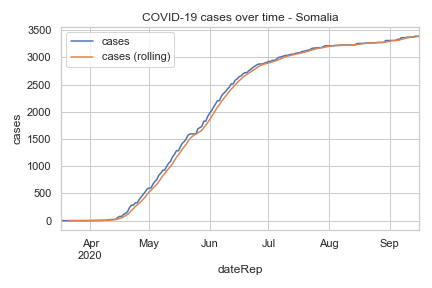 COVID-19 cases over time - Somalia
cases
cases (rolling)
3500
3000
2500
2000
1500
1000
500
0
cases
Apr
2020
May
Jun
Jul
Aug
Sep
dateRep